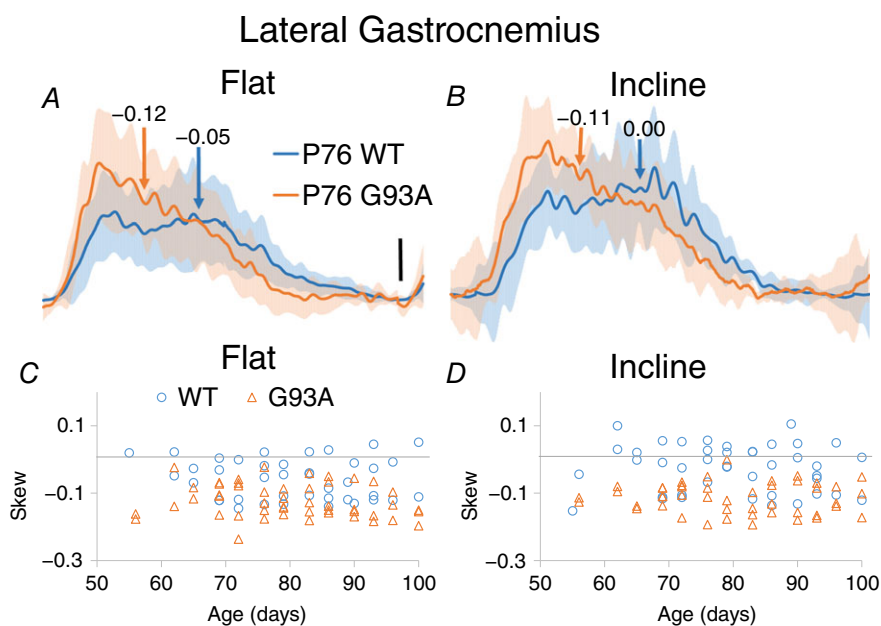 Lateral Gastrocnemius
A
Flat
B
Incline
−0.12
−0.05
−0.11
0.00
P76 WT
P76 G93A
C
Flat
D
Incline
WT
G93A
0.1
−0.1
−0.3
Skew
50
60
70
80
90
100
Age (days)
0.1
−0.1
−0.3
Skew
50
60
70
80
90
100
Age (days)